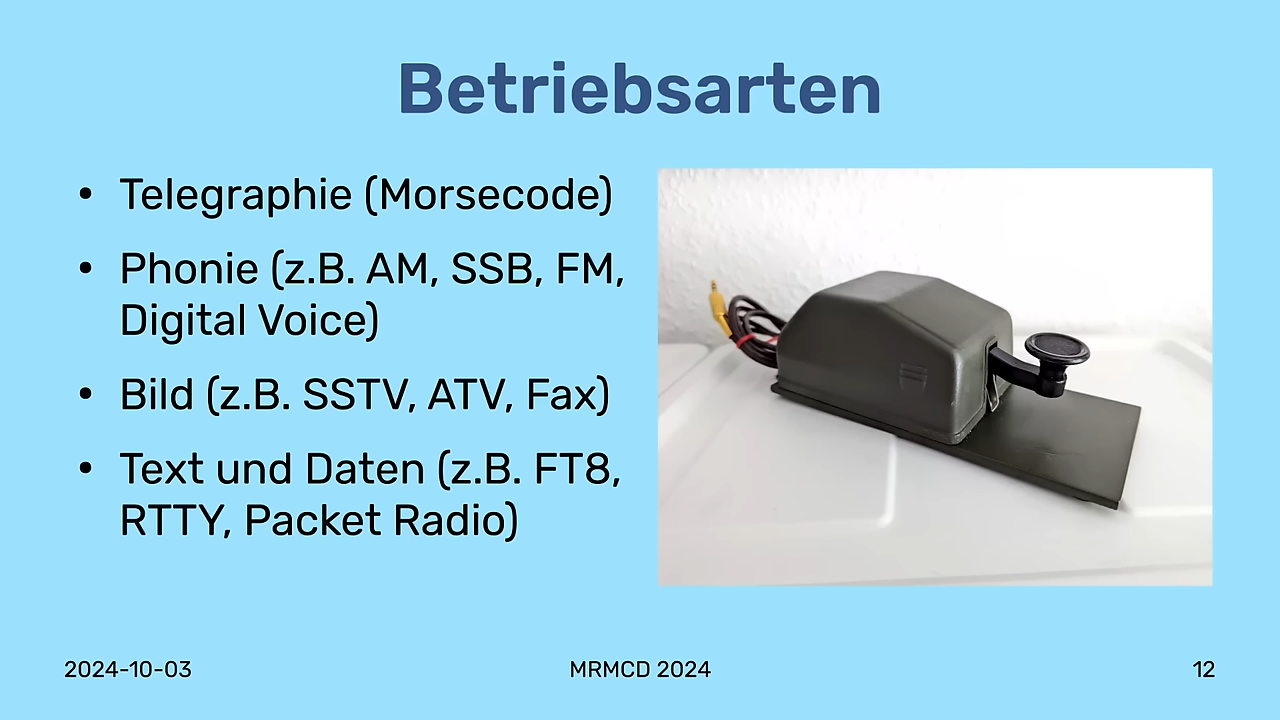 Betriebsarten
• Telegraphie (Morsecode)
• Phonie (z.B. AM, SSB, FM,
Digital Voice)
• Bild (z.B. SSTV, ATV, Fax)
• Text und Daten (z.B. FT8,
RTTY, Packet Radio)
2024-10-03
MRMCD 2024
12